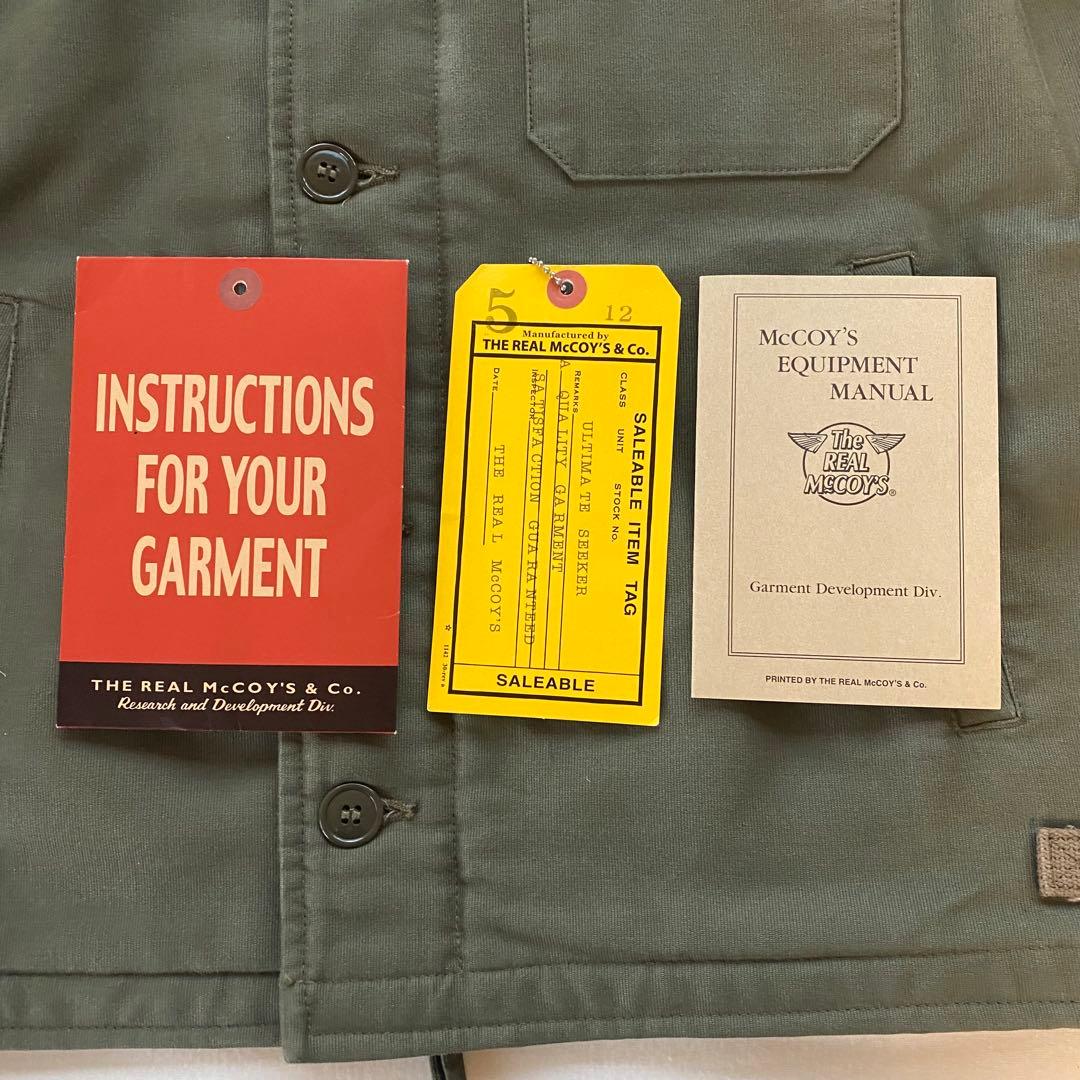 INSTRUCTIONS
FOR YOUR
GARMENT
THE REAL McCOY'S & Co.
Research and Development Div.
5
12
Manufactured by
THE REAL McCOY'S & Co.
SALEABLE ITEM TAG
CLASS UNIT STOCK No.
REMARKS ULTIMATE SEEKER
A QUALITY GARMENT
SATISFACTION GUARANTEED
INSPECTOR
DATE THE REAL McCOY'S
SALEABLE
McCOY'S
EQUIPMENT
MANUAL
The
REAL
McCOY'S®
Garment Development Div.
PRINTED BY THE REAL McCOY'S & Co.